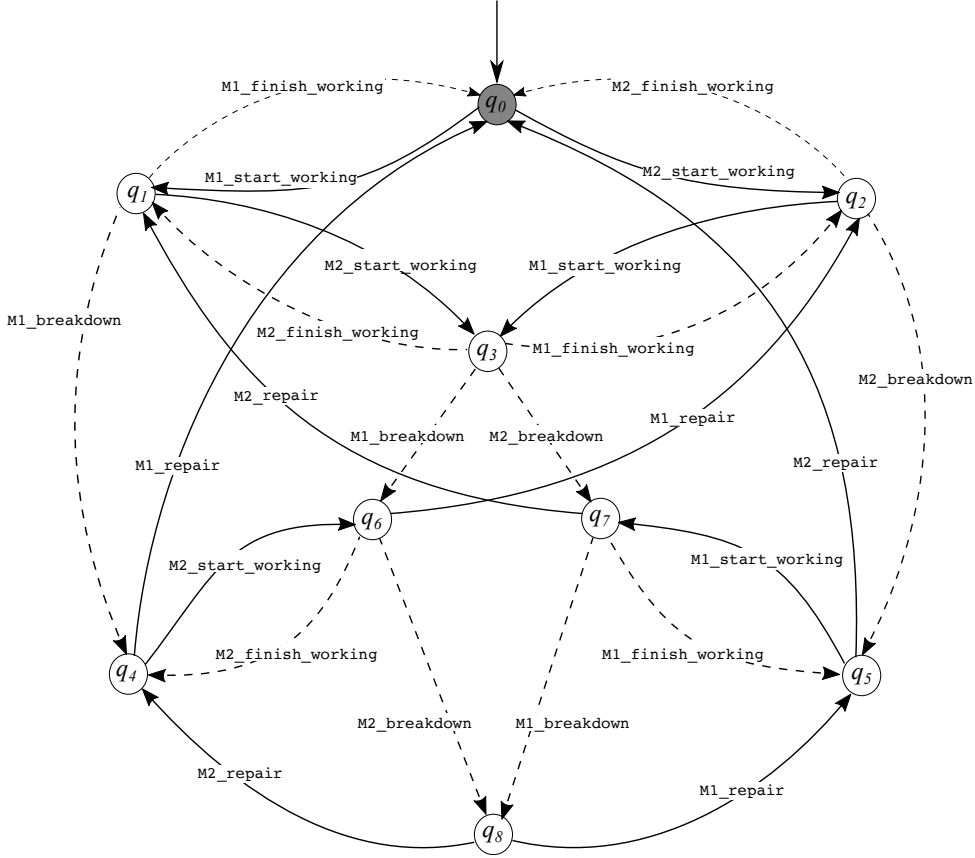 M1_finish_working
M2_finish_working
q0
M1_start_working
M2_start_working
q1
q2
M2_start_working
M1_start_working
M1_breakdown
M2_finish_working
q3
M1_finish_working
M2_breakdown
M2_repair
M1_repair
M1_breakdown
M2_breakdown
M1_repair
M2_repair
q6
q7
M2_start_working
M1_start_working
M2_finish_working
M1_finish_working
q4
q5
M2_breakdown
M1_breakdown
M2_repair
M1_repair
q8